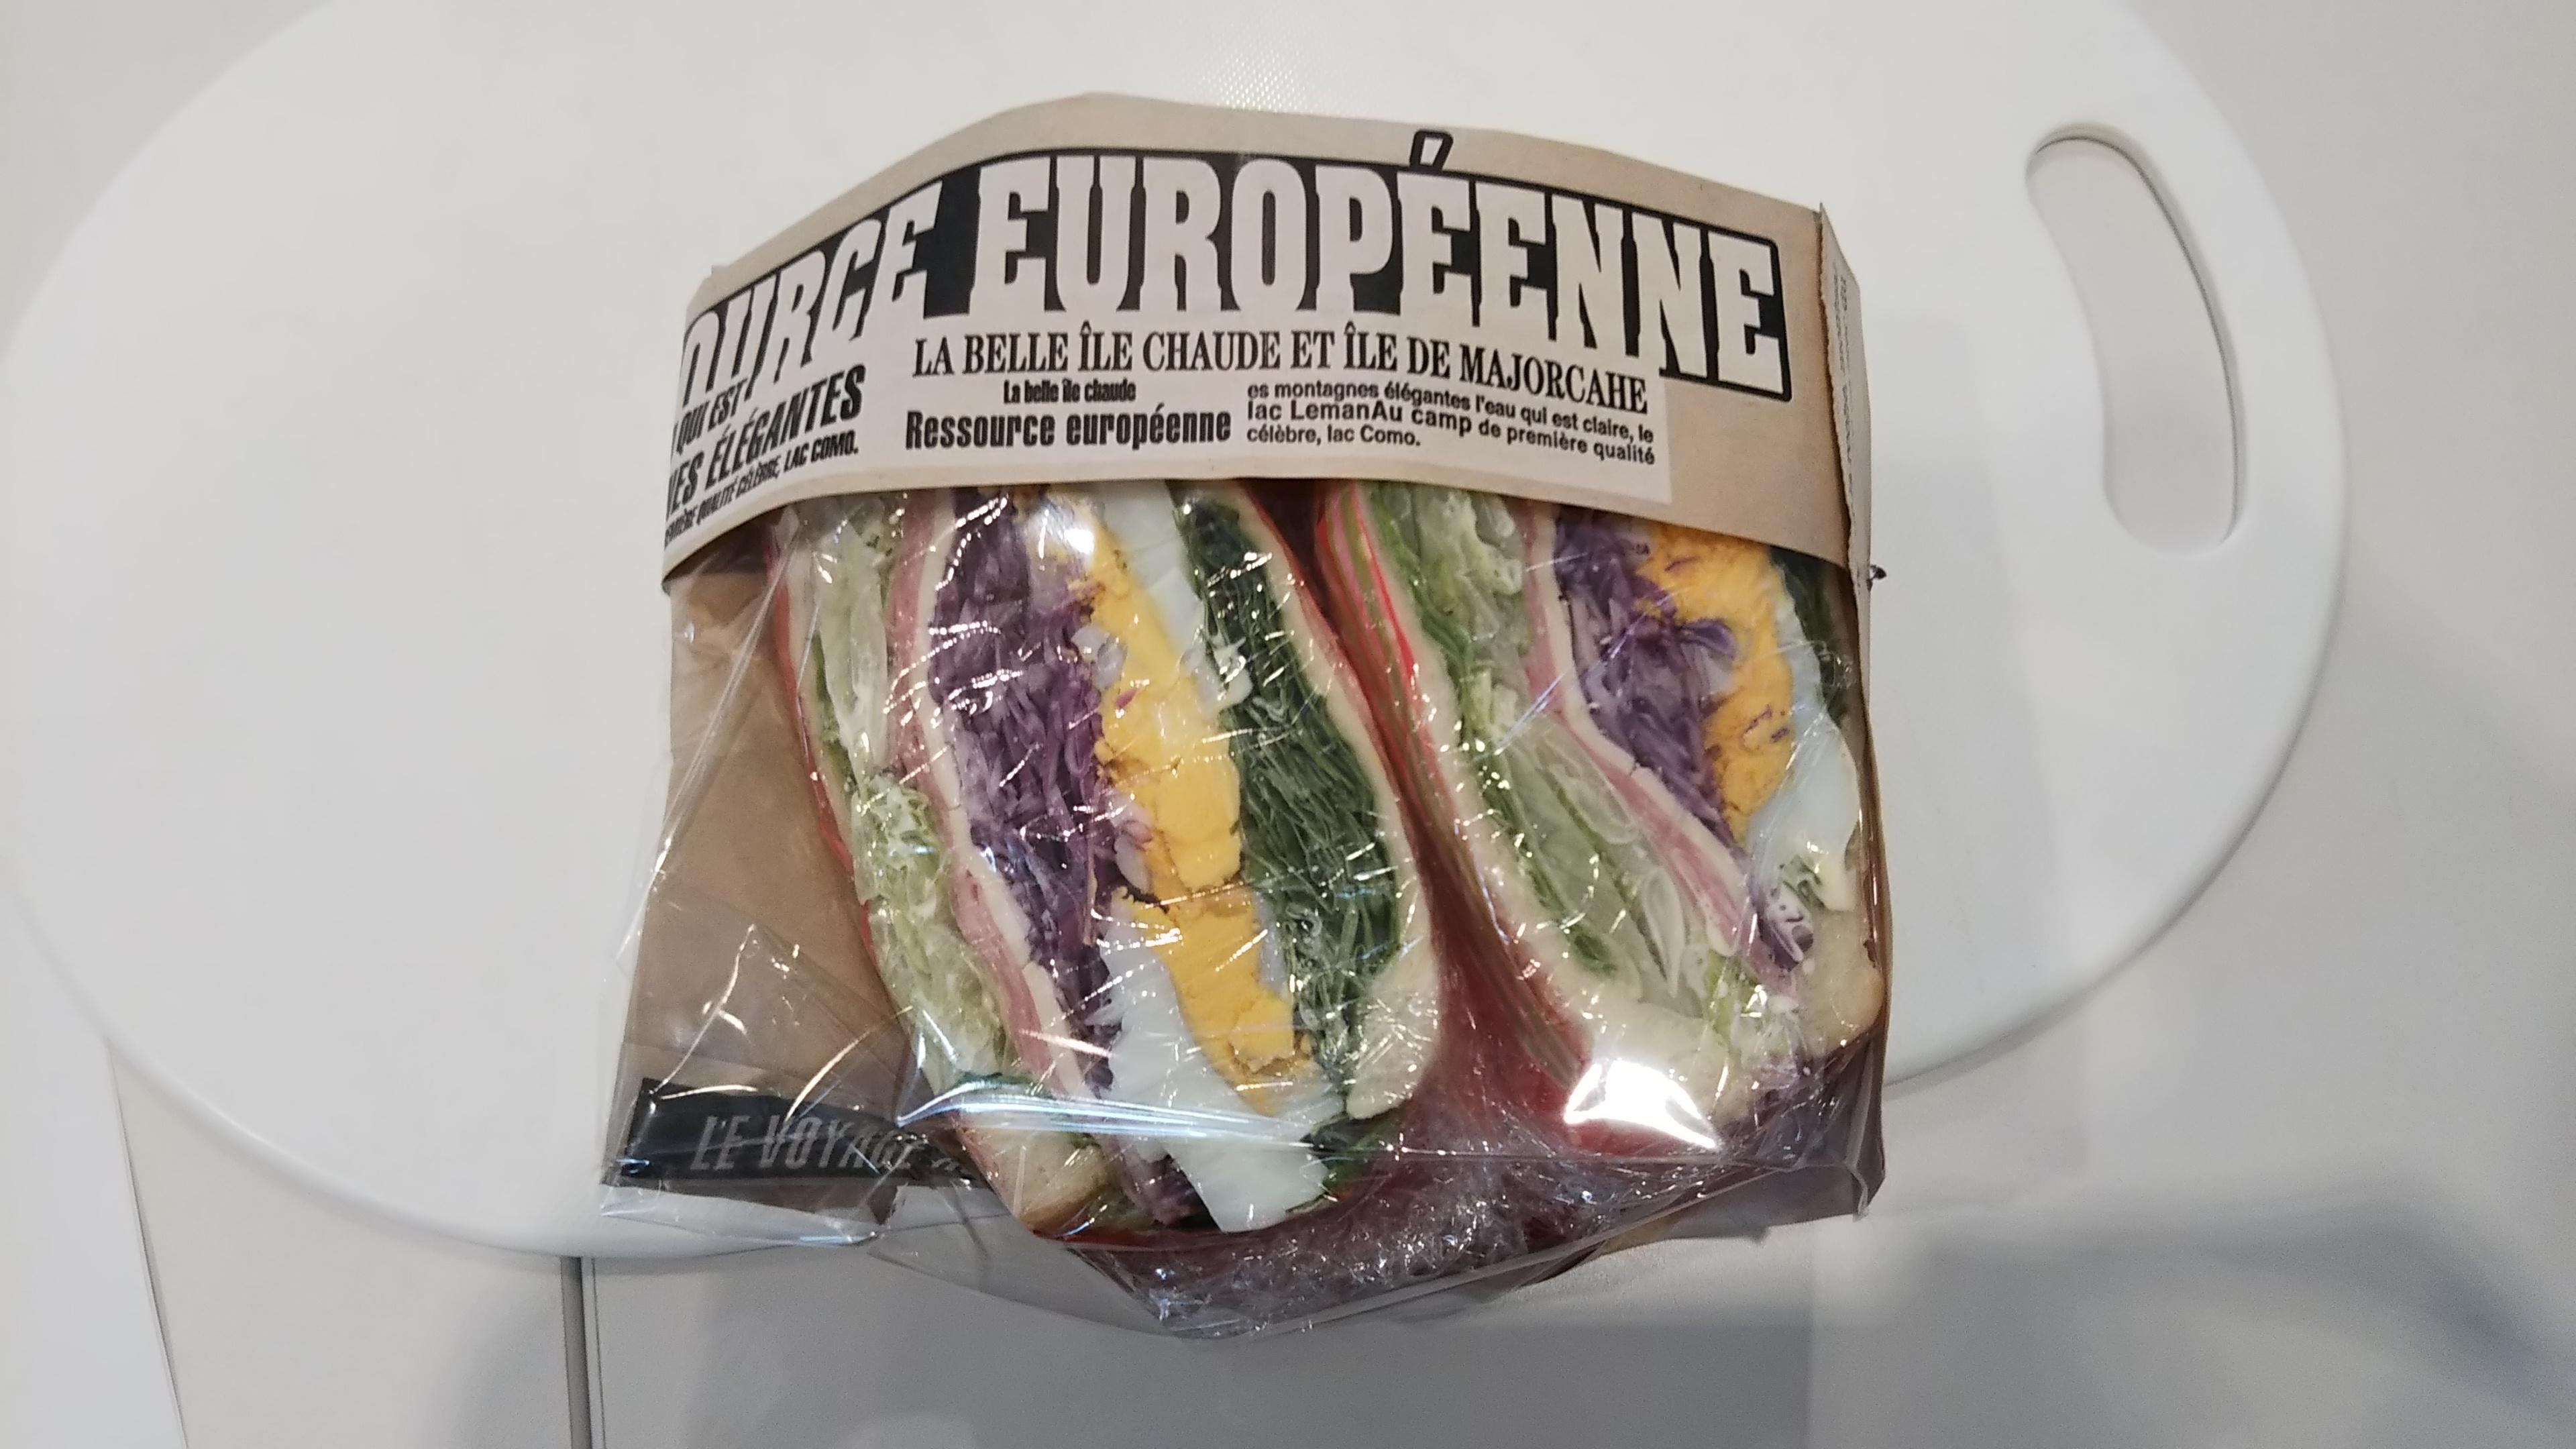 OURCE EUROPÉENNE
LA BELLE ÎLE CHAUDE ET ÎLE DE MAJORCAHE
La belle île chaude
Ressource européenne
es montagnes élégantes l'eau qui est claire, le
lac LemanAu camp de première qualité
célèbre, lac Como.
QUI EST
ÉLÉGANTES
QUALITÉ CÉLÈBRE, LAC COMO.
LE VOYAGE